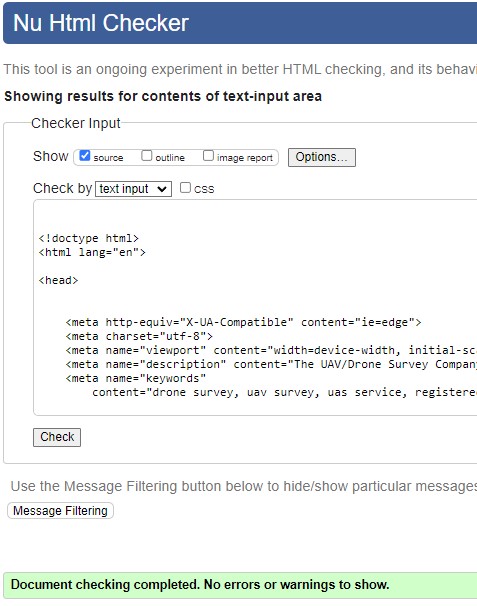 Nu Html Checker
This tool is an ongoing experiment in better HTML checking, and its behavi
Showing results for contents of text-input area
Checker Input
Show source outline image report Options...
Check by text input css
<!doctype html>
<html lang="en">
<head>
<meta http-equiv="X-UA-Compatible" content="ie=edge">
<meta charset="utf-8">
<meta name="viewport" content="width=device-width, initial-sc
<meta name="description" content="The UAV/Drone Survey Compan
<meta name="keywords"
content="drone survey, uav survey, uas service, registere
Check
Use the Message Filtering button below to hide/show particular messages
Message Filtering
Document checking completed. No errors or warnings to show.